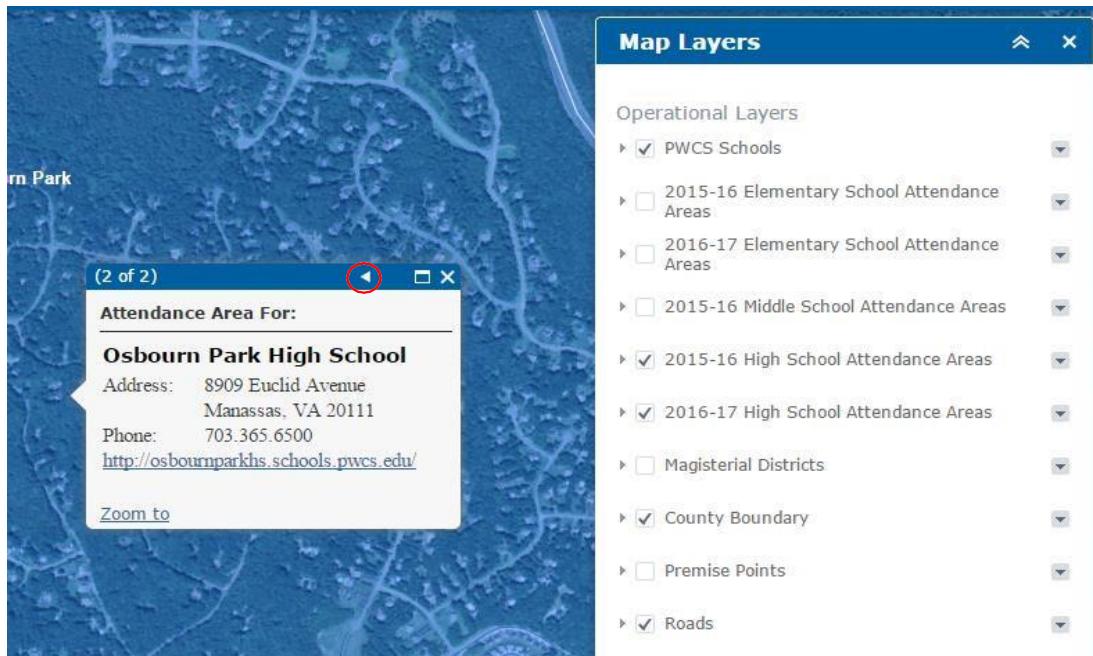 rn Park
(2 of 2)
Attendance Area For:
Osbourn Park High School
Address: 8909 Euclid Avenue
Manassas, VA 20111
Phone: 703.365.6500
http://osbournparkhs.schools.pwcs.edu/
Zoom to
Map Layers
Operational Layers
PWCS Schools
2015-16 Elementary School Attendance
Areas
2016-17 Elementary School Attendance
Areas
2015-16 Middle School Attendance Areas
2015-16 High School Attendance Areas
2016-17 High School Attendance Areas
Magisterial Districts
County Boundary
Premise Points
Roads